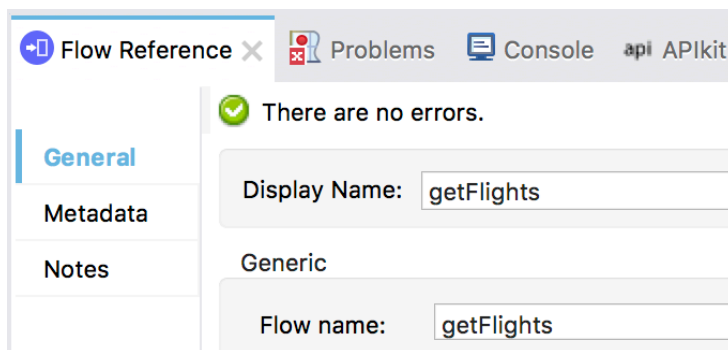 Flow Reference Problems Console api APIkit
There are no errors.
General
Display Name: getFlights
Metadata
Generic
Notes
Flow name: getFlights